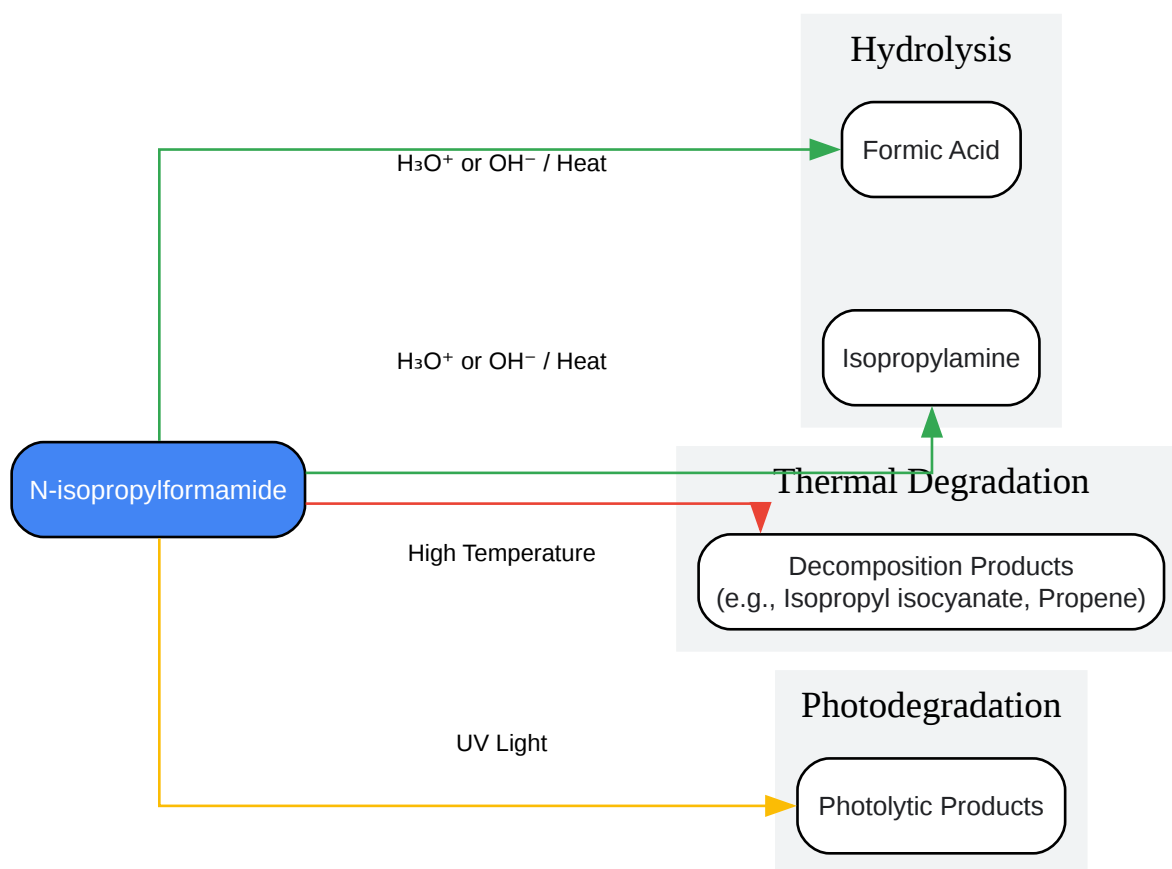 Hydrolysis
Formic Acid
H₃O⁺ or OH⁻ / Heat
Isopropylamine
H₃O⁺ or OH⁻ / Heat
N-isopropylformamide
Thermal Degradation
High Temperature
Decomposition Products
(e.g., Isopropyl isocyanate, Propene)
Photodegradation
UV Light
Photolytic Products